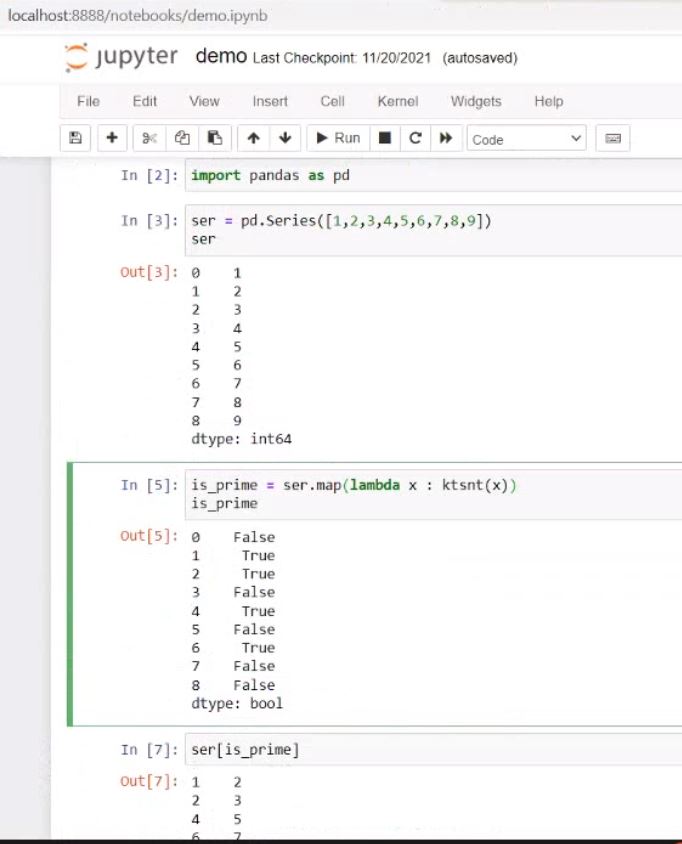 localhost:8888/notebooks/demo.ipynb
jupyter demo Last Checkpoint: 11/20/2021 (autosaved)
File Edit View Insert Cell Kernel Widgets Help
Run Code
In [2]: import pandas as pd
In [3]: ser = pd.Series([1,2,3,4,5,6,7,8,9])
ser
Out[3]: 0 1
1 2
2 3
3 4
4 5
5 6
6 7
7 8
8 9
dtype: int64
In [5]: is_prime = ser.map(lambda x : ktsnt(x))
is_prime
Out[5]: 0 False
1 True
2 True
3 False
4 True
5 False
6 True
7 False
8 False
dtype: bool
In [7]: ser[is_prime]
Out[7]: 1 2
2 3
4 5
6 7